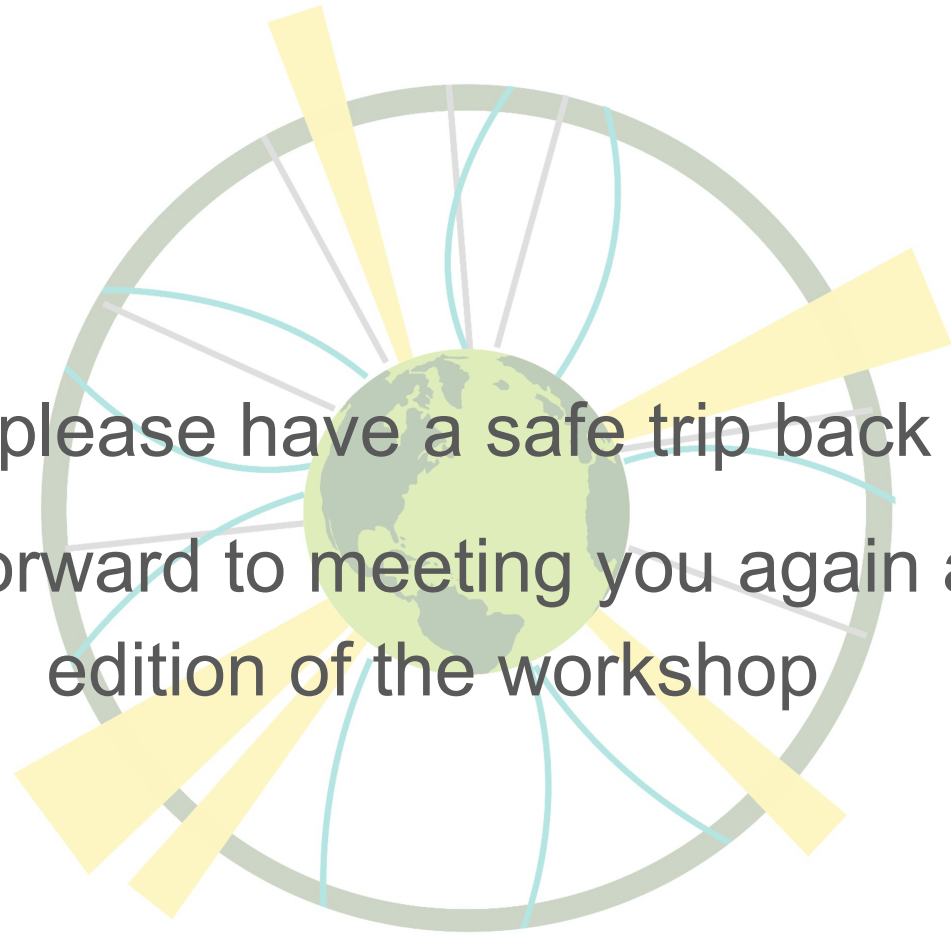 please have a safe trip back
orward to meeting you again a
edition of the workshop